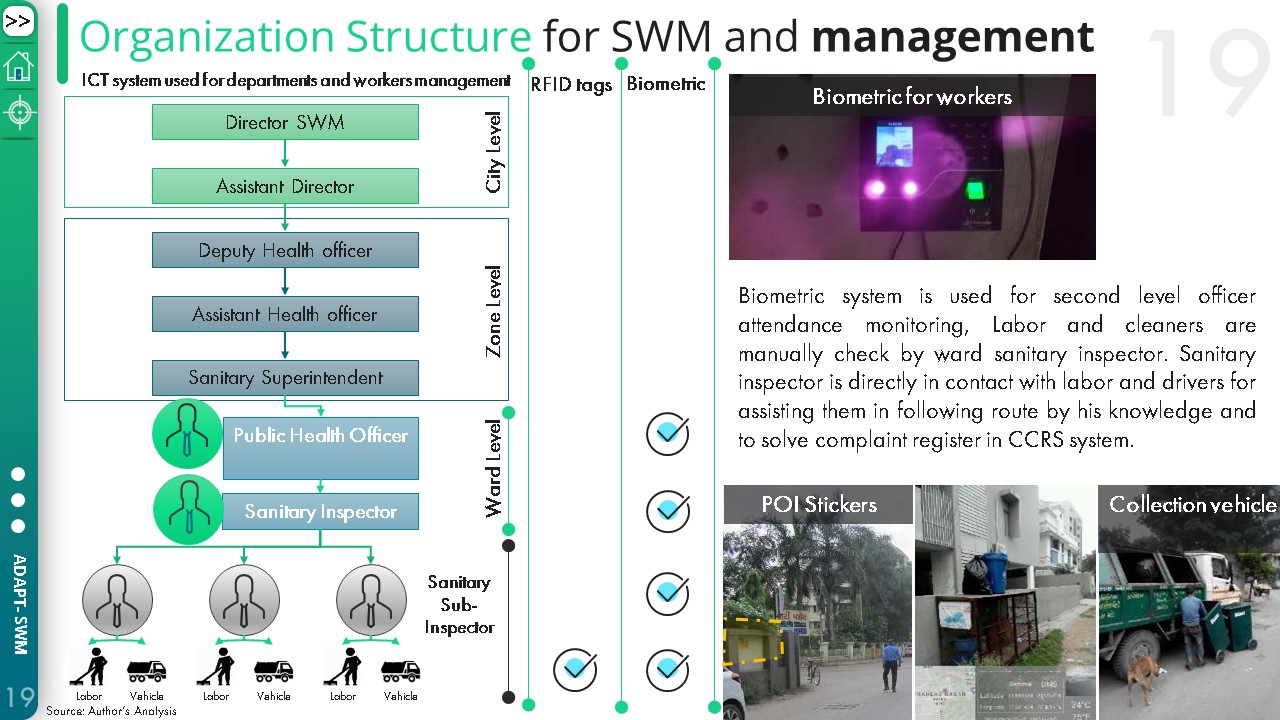 >>
Organization Structure for SWM and management
19
ICT system used for departments and workers management
RFID tags
Biometric
Director SWM
Assistant Director
City Level
Deputy Health officer
Assistant Health officer
Sanitary Superintendent
Zone Level
Public Health Officer
Sanitary Inspector
Ward Level
Sanitary
Sub-
Inspector
Labor
Vehicle
Labor
Vehicle
Vehicle
Source: Author's Analysis
Biometric for workers
Biometric system is used for second level officer
attendance monitoring, Labor and cleaners are
manually check by ward sanitary inspector. Sanitary
inspector is directly in contact with labor and drivers for
assisting them in following route by his knowledge and
to solve complaint register in CCRS system.
POI Stickers
Collection vehicle
24°C
75°F
ADAPT- SWM
19